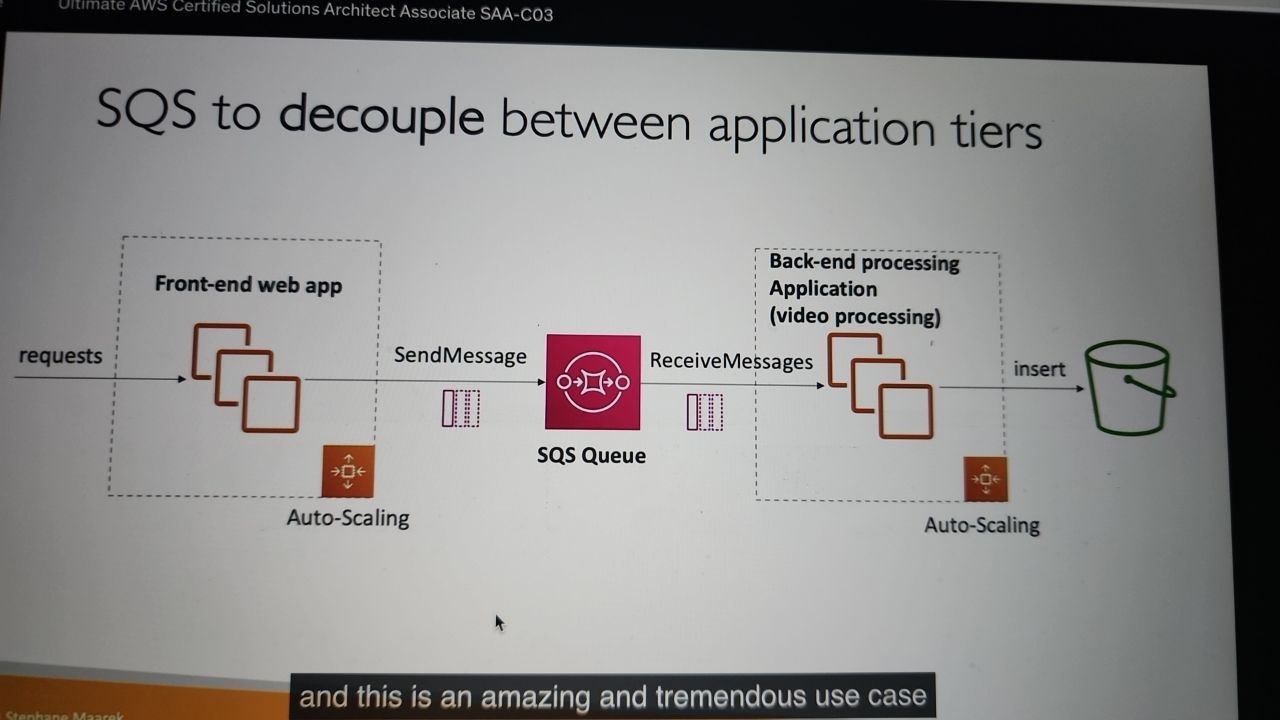 Ultimate AWS Certified Solutions Architect Associate SAA-C03
SQS to decouple between application tiers
Front-end web app
Back-end processing
Application
(video processing)
requests
SendMessage
ReceiveMessages
insert
SQS Queue
Auto-Scaling
Auto-Scaling
and this is an amazing and tremendous use case
Stephane Maarek